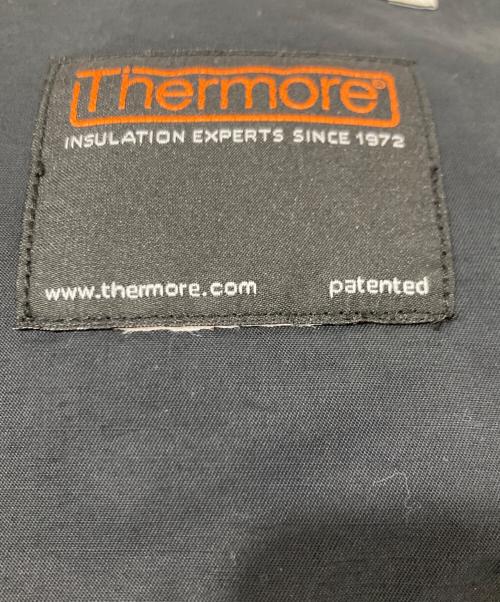 Thermore®
INSULATION EXPERTS SINCE 1972
www.thermore.com patented